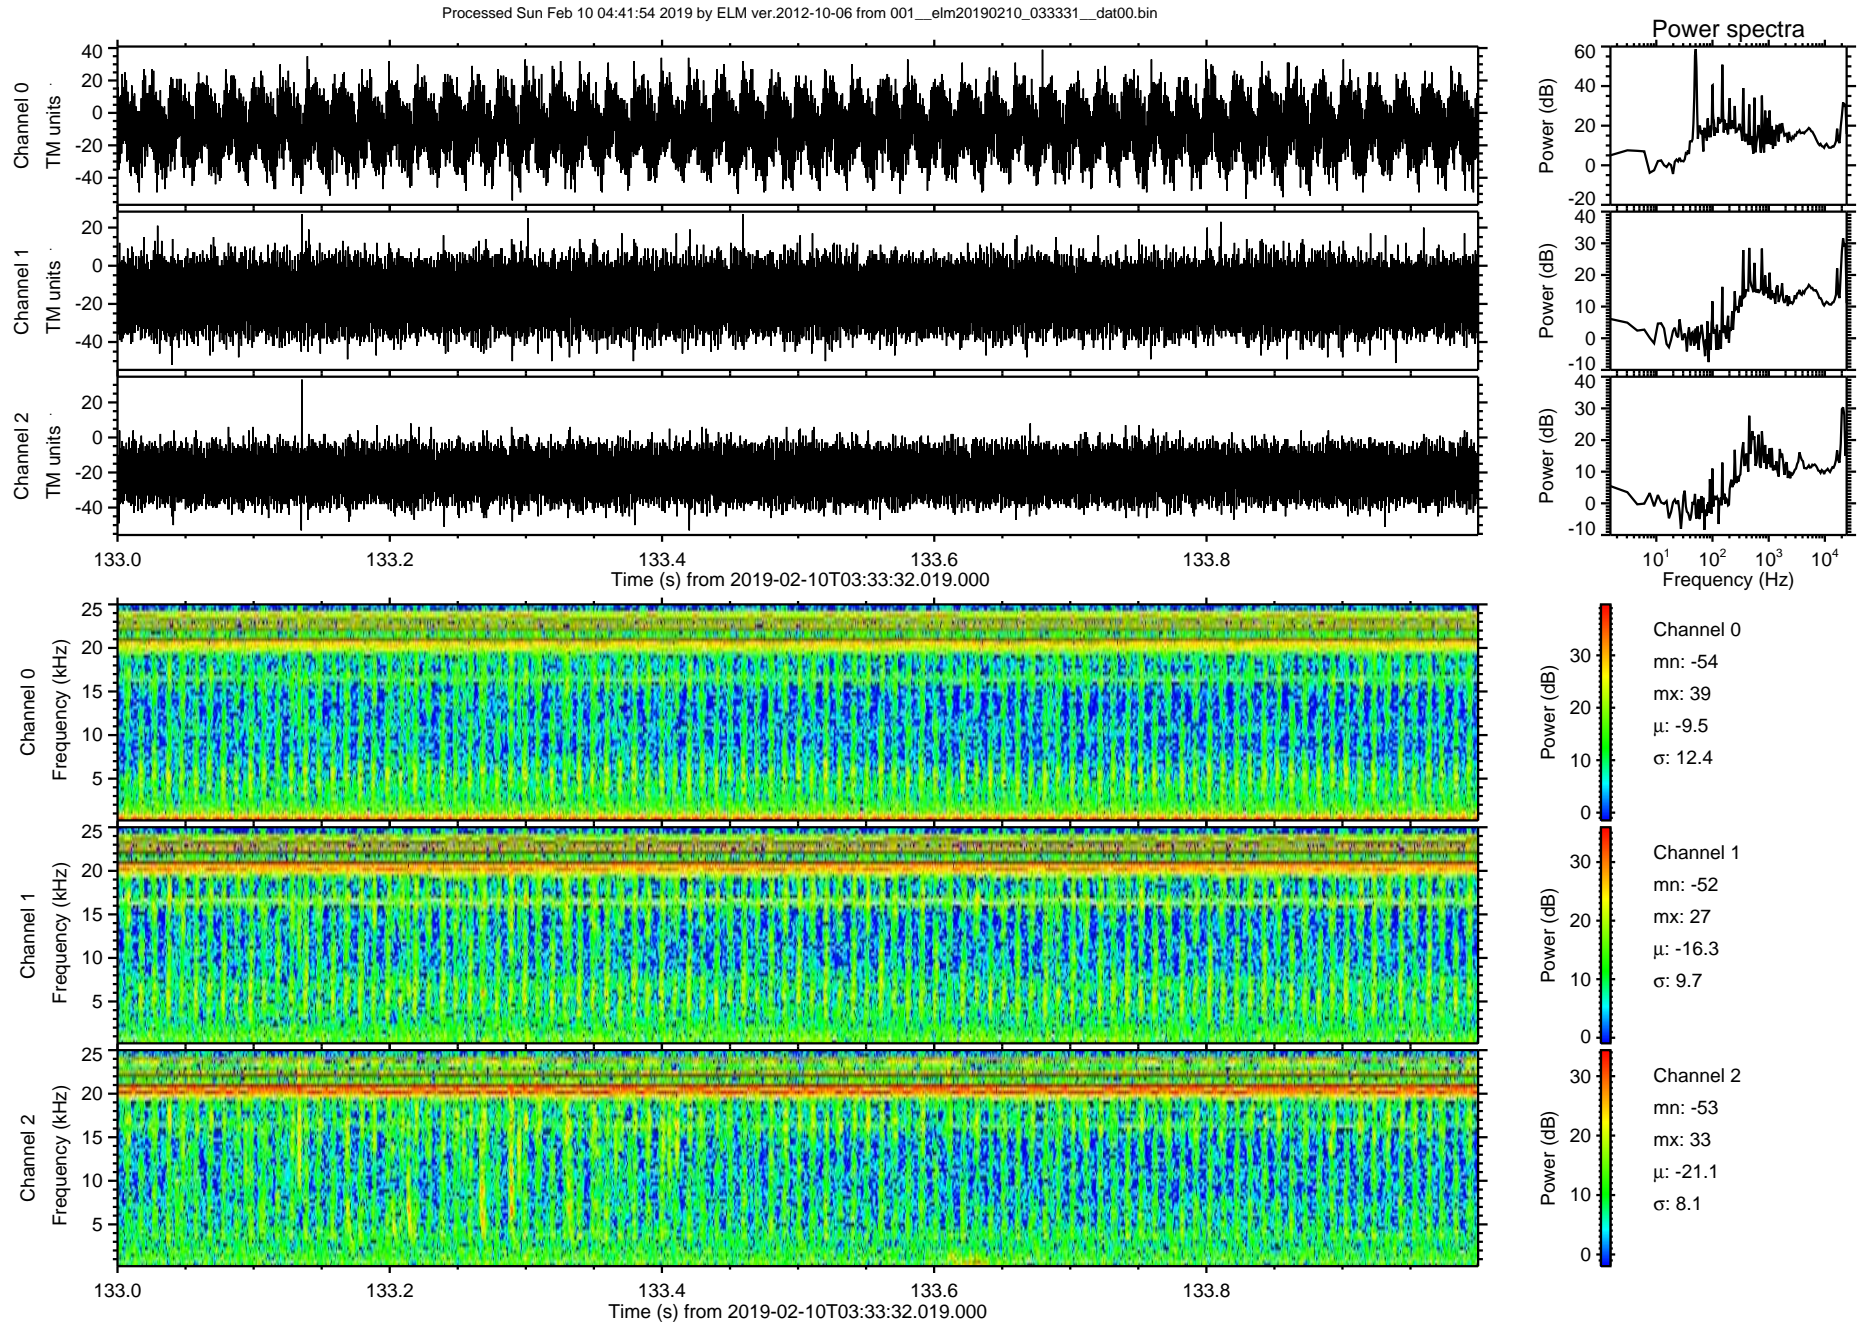 Processed Sun Feb 10 04:41:54 2019 by ELM ver.2012-10-06 from 001__elm20190210_033331__dat00.bin
Power spectra
Channel 0
TM units
40
20
0
-20
-40
Power (dB)
60
40
20
0
-20
Channel 1
TM units
20
0
-20
-40
Power (dB)
40
30
20
10
0
-10
Channel 2
TM units
20
0
-20
-40
Power (dB)
40
30
20
10
0
-10
133.0 133.2 133.4 133.6 133.8
Time (s) from 2019-02-10T03:33:32.019.000
10¹ 10² 10³ 10⁴
Frequency (Hz)
Channel 0
Frequency (kHz)
25
20
15
10
5
Power (dB)
30
20
10
0
Channel 0
mn: -54
mx: 39
μ: -9.5
σ: 12.4
Channel 1
Frequency (kHz)
25
20
15
10
5
Power (dB)
30
20
10
0
Channel 1
mn: -52
mx: 27
μ: -16.3
σ: 9.7
Channel 2
Frequency (kHz)
25
20
15
10
5
Power (dB)
30
20
10
0
Channel 2
mn: -53
mx: 33
μ: -21.1
σ: 8.1
133.0 133.2 133.4 133.6 133.8
Time (s) from 2019-02-10T03:33:32.019.000